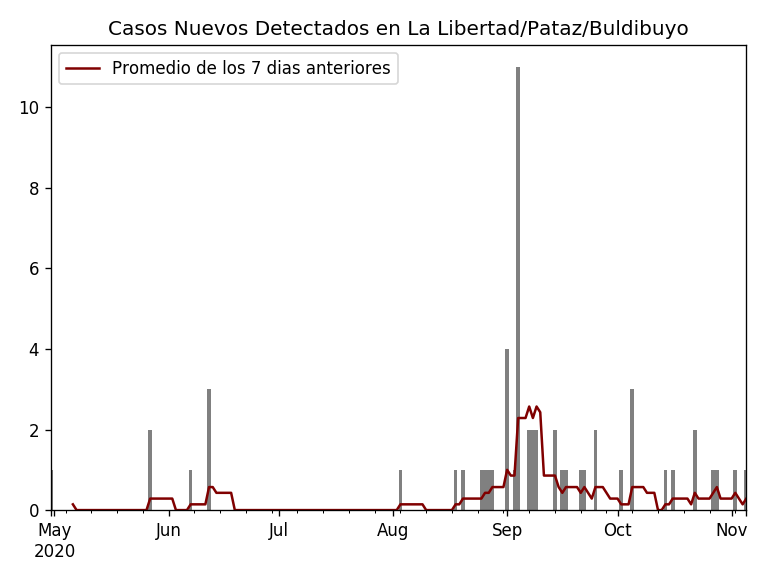 Casos Nuevos Detectados en La Libertad/Pataz/Buldibuyo
Promedio de los 7 dias anteriores
10
8
6
4
2
0
May Jun Jul Aug Sep Oct Nov
2020